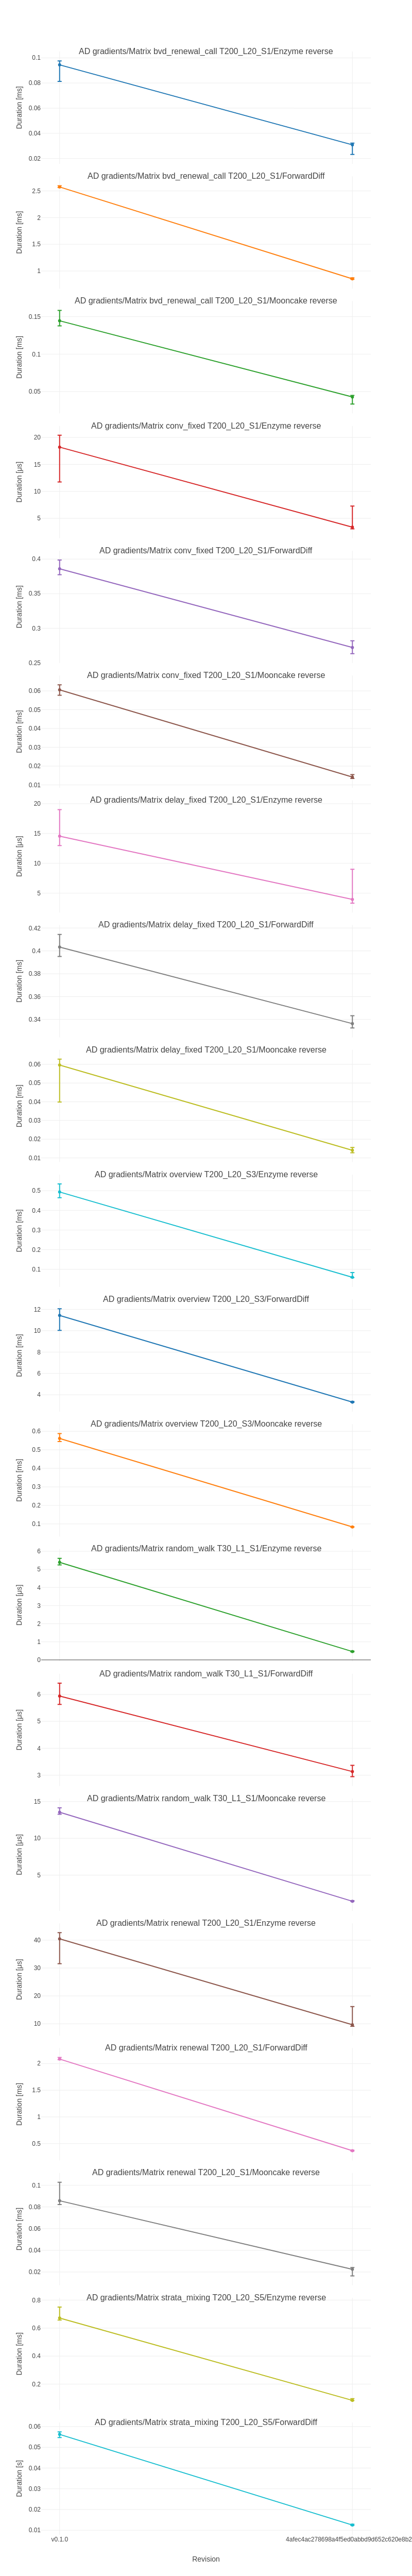 AD gradients/Matrix bvd_renewal_call T200_L20_S1/Enzyme reverse
0.1
0.08
0.06
0.04
0.02
Duration [ms]
AD gradients/Matrix bvd_renewal_call T200_L20_S1/ForwardDiff
2.5
2
1.5
1
Duration [ms]
AD gradients/Matrix bvd_renewal_call T200_L20_S1/Mooncake reverse
0.15
0.1
0.05
Duration [ms]
AD gradients/Matrix conv_fixed T200_L20_S1/Enzyme reverse
20
15
10
5
Duration [μs]
AD gradients/Matrix conv_fixed T200_L20_S1/ForwardDiff
0.4
0.35
0.3
0.25
Duration [ms]
AD gradients/Matrix conv_fixed T200_L20_S1/Mooncake reverse
0.06
0.05
0.04
0.03
0.02
0.01
Duration [ms]
AD gradients/Matrix delay_fixed T200_L20_S1/Enzyme reverse
20
15
10
5
Duration [μs]
AD gradients/Matrix delay_fixed T200_L20_S1/ForwardDiff
0.42
0.4
0.38
0.36
0.34
Duration [ms]
AD gradients/Matrix delay_fixed T200_L20_S1/Mooncake reverse
0.06
0.05
0.04
0.03
0.02
0.01
Duration [ms]
AD gradients/Matrix overview T200_L20_S3/Enzyme reverse
0.5
0.4
0.3
0.2
0.1
Duration [ms]
AD gradients/Matrix overview T200_L20_S3/ForwardDiff
12
10
8
6
4
Duration [ms]
AD gradients/Matrix overview T200_L20_S3/Mooncake reverse
0.6
0.5
0.4
0.3
0.2
0.1
Duration [ms]
AD gradients/Matrix random_walk T30_L1_S1/Enzyme reverse
6
5
4
3
2
1
0
Duration [μs]
AD gradients/Matrix random_walk T30_L1_S1/ForwardDiff
6
5
4
3
Duration [μs]
AD gradients/Matrix random_walk T30_L1_S1/Mooncake reverse
15
10
5
Duration [μs]
AD gradients/Matrix renewal T200_L20_S1/Enzyme reverse
40
30
20
10
Duration [μs]
AD gradients/Matrix renewal T200_L20_S1/ForwardDiff
2
1.5
1
0.5
Duration [ms]
AD gradients/Matrix renewal T200_L20_S1/Mooncake reverse
0.1
0.08
0.06
0.04
0.02
Duration [ms]
AD gradients/Matrix strata_mixing T200_L20_S5/Enzyme reverse
0.8
0.6
0.4
0.2
Duration [ms]
AD gradients/Matrix strata_mixing T200_L20_S5/ForwardDiff
0.06
0.05
0.04
0.03
0.02
0.01
Duration [s]
v0.1.0
4afec4ac278698a4f5ed0abbd9d652c620e8b2
Revision